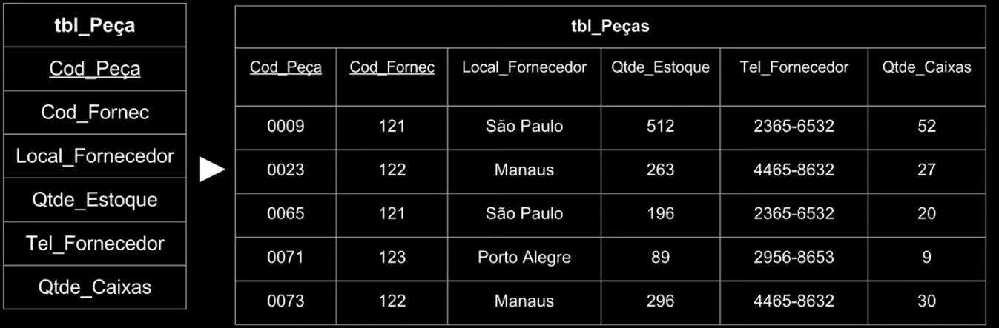 tbl_Peça
Cod_Peça
Cod_Fornec
Local_Fornecedor
Qtde_Estoque
Tel_Fornecedor
Qtde_Caixas
tbl_Peças
Cod_Peça Cod_Fornec Local_Fornecedor Qtde_Estoque Tel_Fornecedor Qtde_Caixas
0009 121 São Paulo 512 2365-6532 52
0023 122 Manaus 263 4465-8632 27
0065 121 São Paulo 196 2365-6532 20
0071 123 Porto Alegre 89 2956-8653 9
0073 122 Manaus 296 4465-8632 30